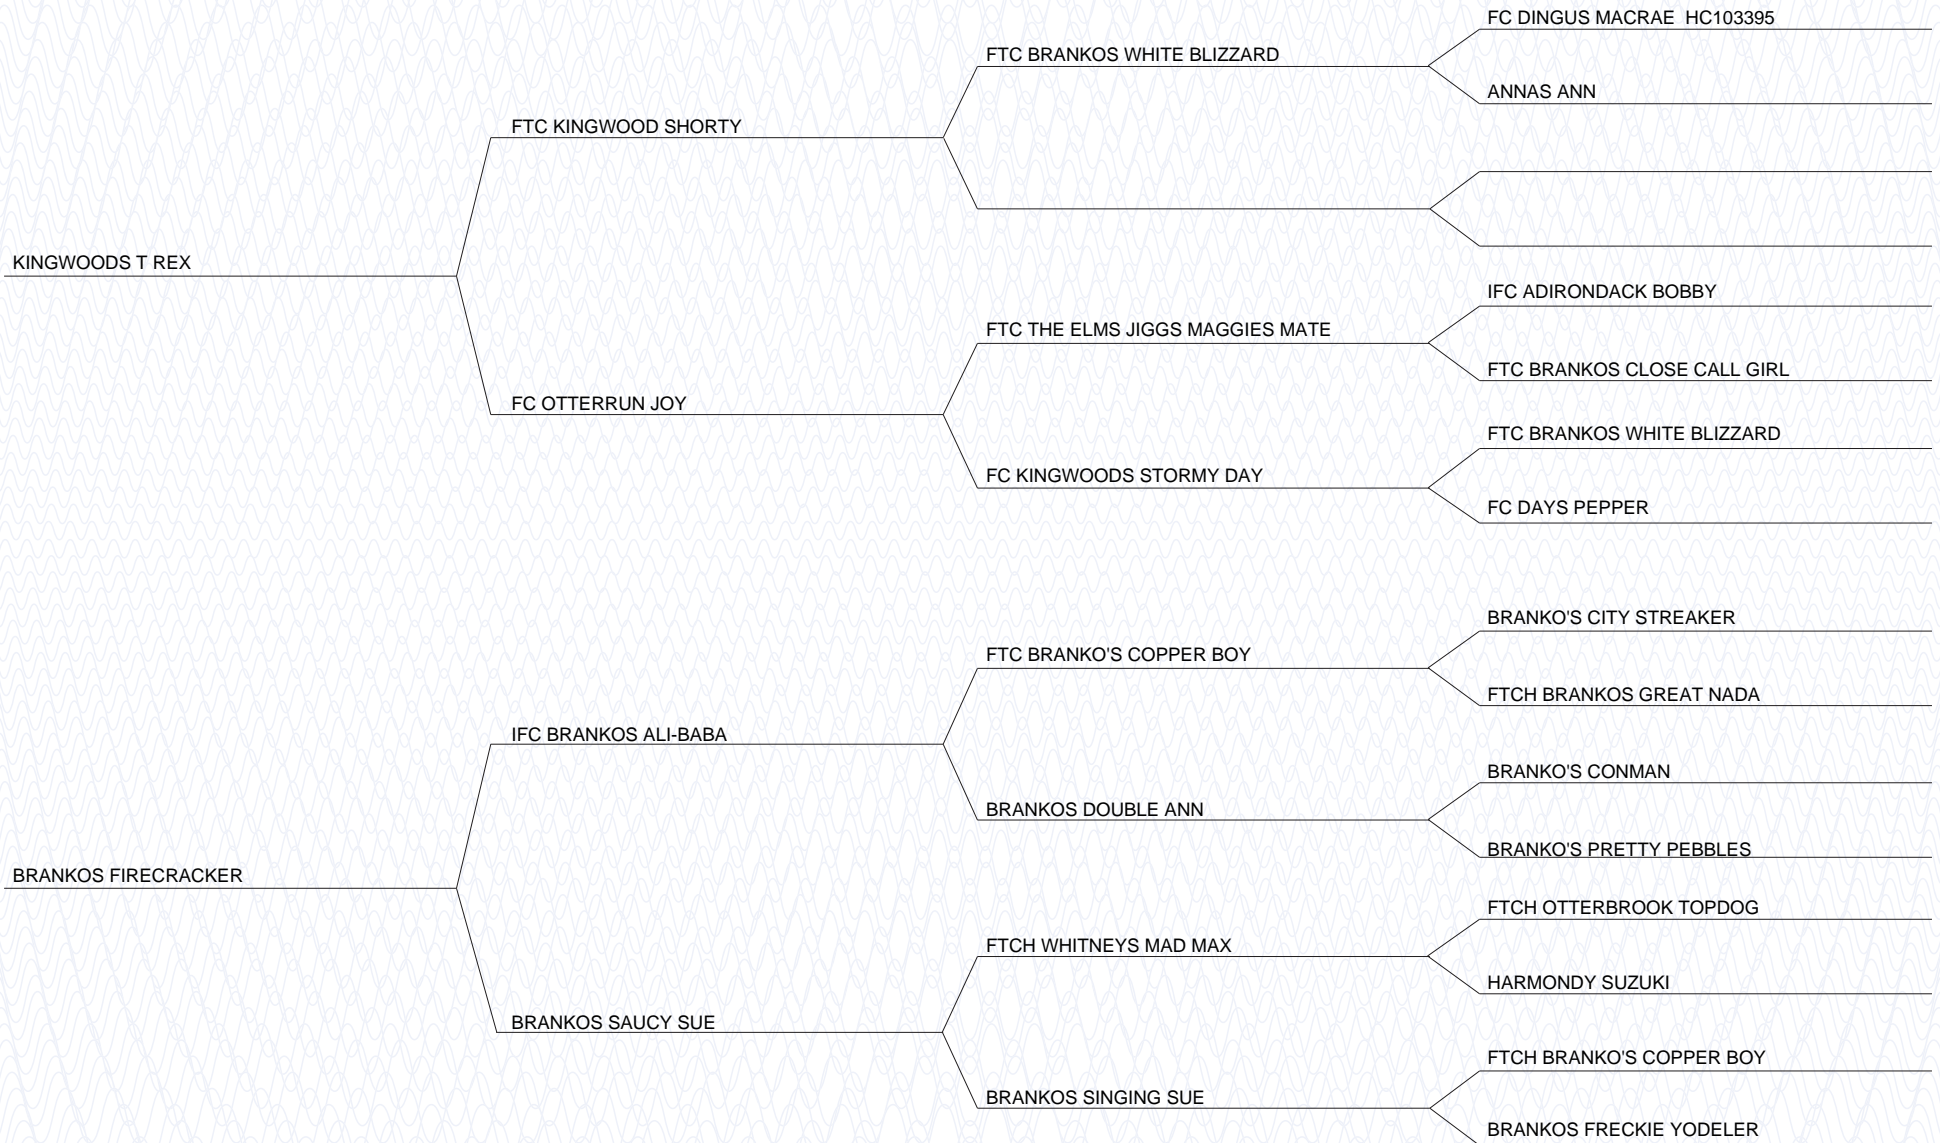 FC DINGUS MACRAE  HC103395
FTC BRANKOS WHITE BLIZZARD
ANNAS ANN
FTC KINGWOOD SHORTY
KINGWOODS T REX
IFC ADIRONDACK BOBBY
FTC THE ELMS JIGGS MAGGIES MATE
FTC BRANKOS CLOSE CALL GIRL
FC OTTERRUN JOY
FTC BRANKOS WHITE BLIZZARD
FC KINGWOODS STORMY DAY
FC DAYS PEPPER
BRANKO'S CITY STREAKER
FTC BRANKO'S COPPER BOY
FTCH BRANKOS GREAT NADA
IFC BRANKOS ALI-BABA
BRANKO'S CONMAN
BRANKOS DOUBLE ANN
BRANKO'S PRETTY PEBBLES
BRANKOS FIRECRACKER
FTCH OTTERBROOK TOPDOG
FTCH WHITNEYS MAD MAX
HARMONDY SUZUKI
BRANKOS SAUCY SUE
FTCH BRANKO'S COPPER BOY
BRANKOS SINGING SUE
BRANKOS FRECKIE YODELER